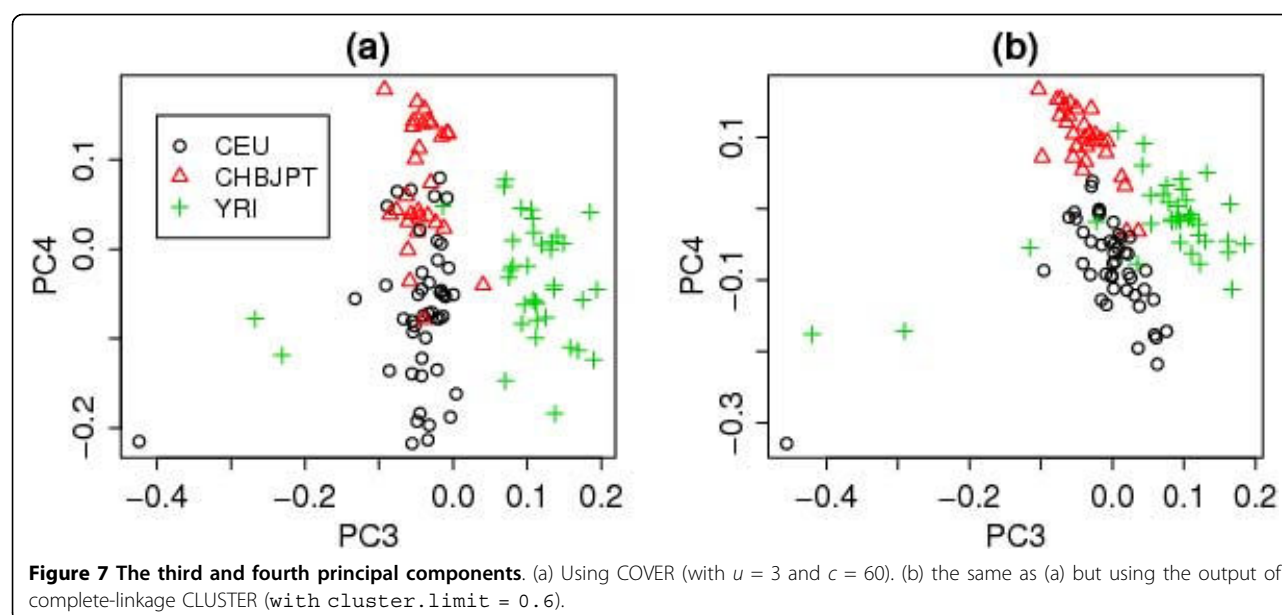 (a)
(b)
CEU
CHBJPT
YRI
PC4
0.1
0.0
−0.2
−0.4
−0.2
0.0
0.1
0.2
PC3
PC4
0.1
−0.1
−0.3
−0.4
−0.2
0.0
0.1
0.2
PC3
Figure 7 The third and fourth principal components. (a) Using COVER (with u = 3 and c = 60). (b) the same as (a) but using the output of
complete-linkage CLUSTER (with cluster.limit = 0.6).